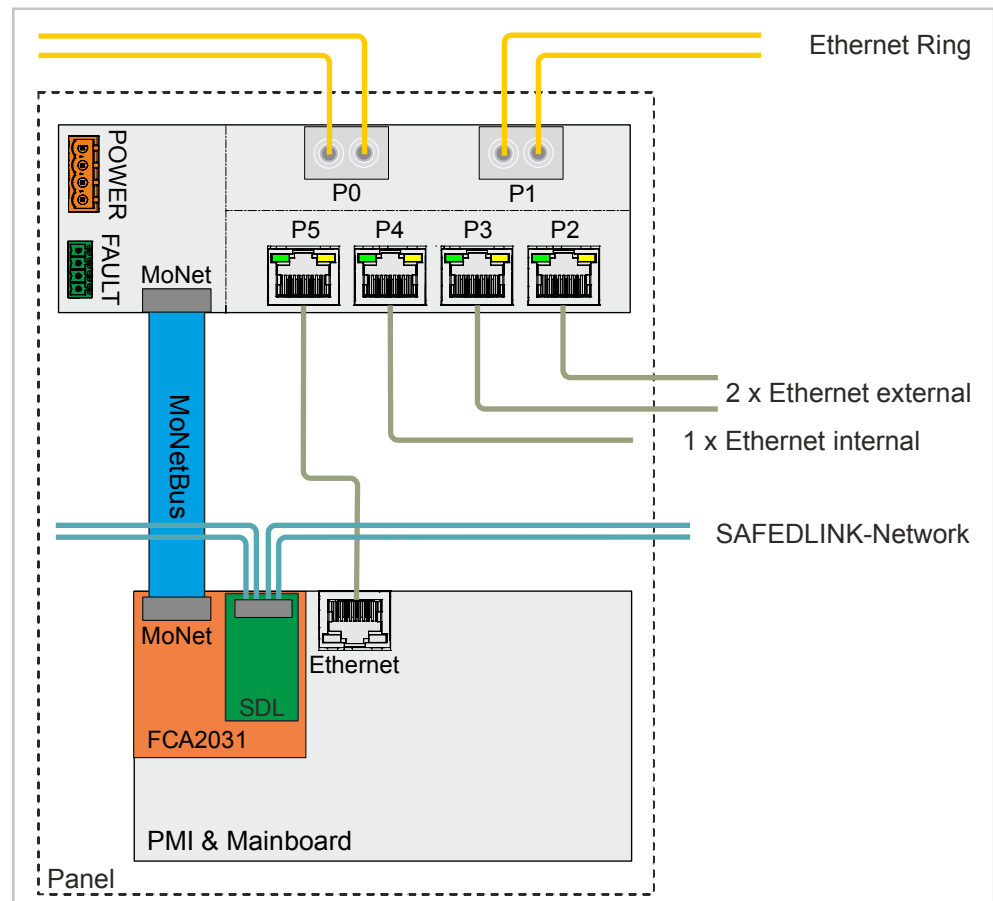 Ethernet Ring
POWER
FAULT
P0
P1
P5
P4
P3
P2
MoNet
MoNetBus
2 x Ethernet external
1 x Ethernet internal
SAFEDLINK-Network
MoNet
Ethernet
SDL
FCA2031
PMI & Mainboard
Panel